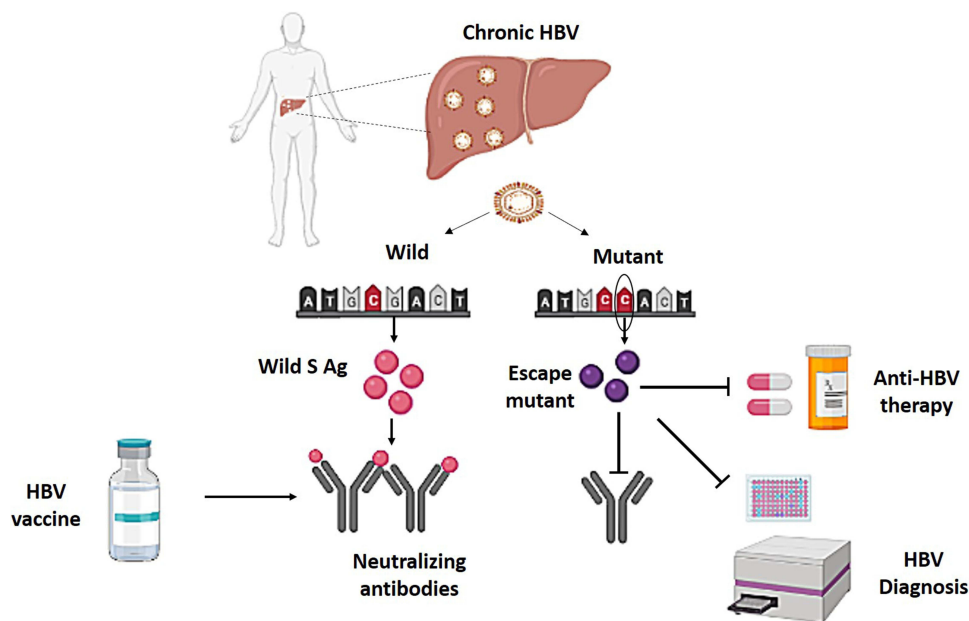 Chronic HBV
Wild
Mutant
A T G C G A C T
A T G C C A C T
Wild S Ag
Escape
mutant
Anti-HBV
therapy
HBV
vaccine
Neutralizing
antibodies
HBV
Diagnosis